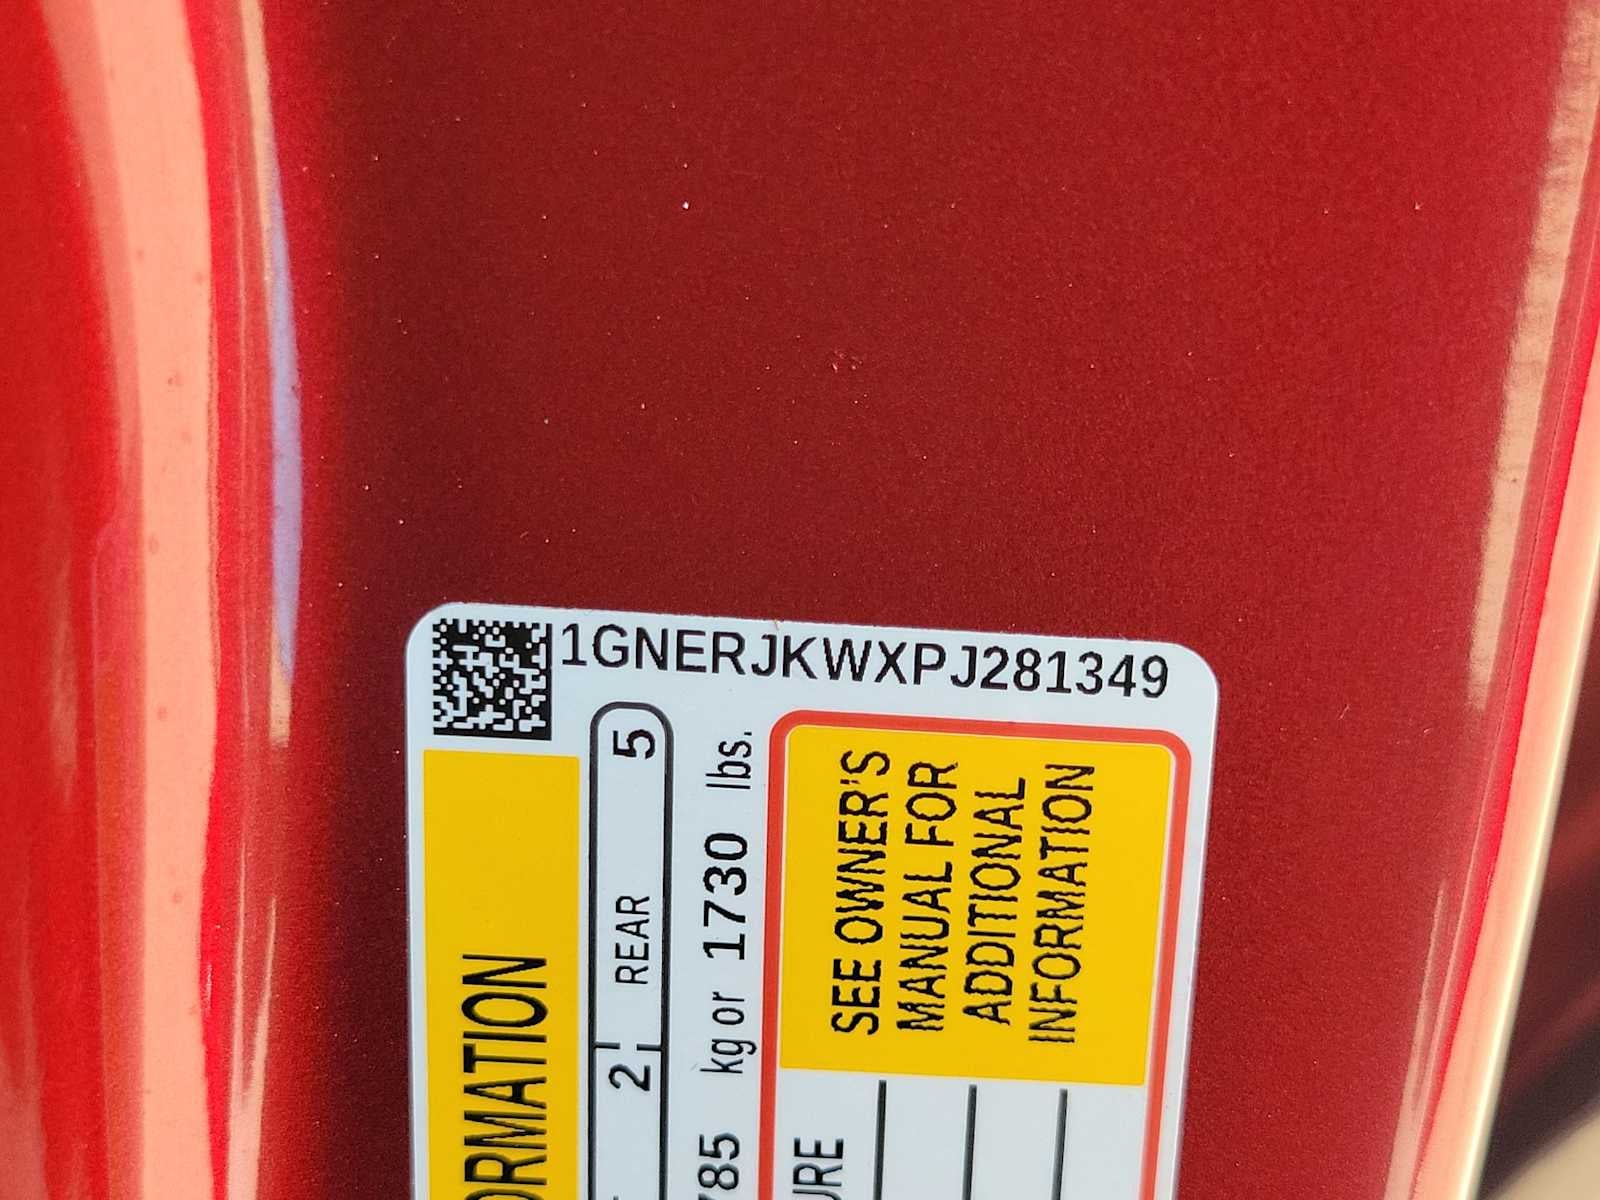 1GNERJKWXPJ281349
ORMATION
2 REAR 5
785 kg or 1730 lbs.
SEE OWNER'S
MANUAL FOR
ADDITIONAL
INFORMATION
URE